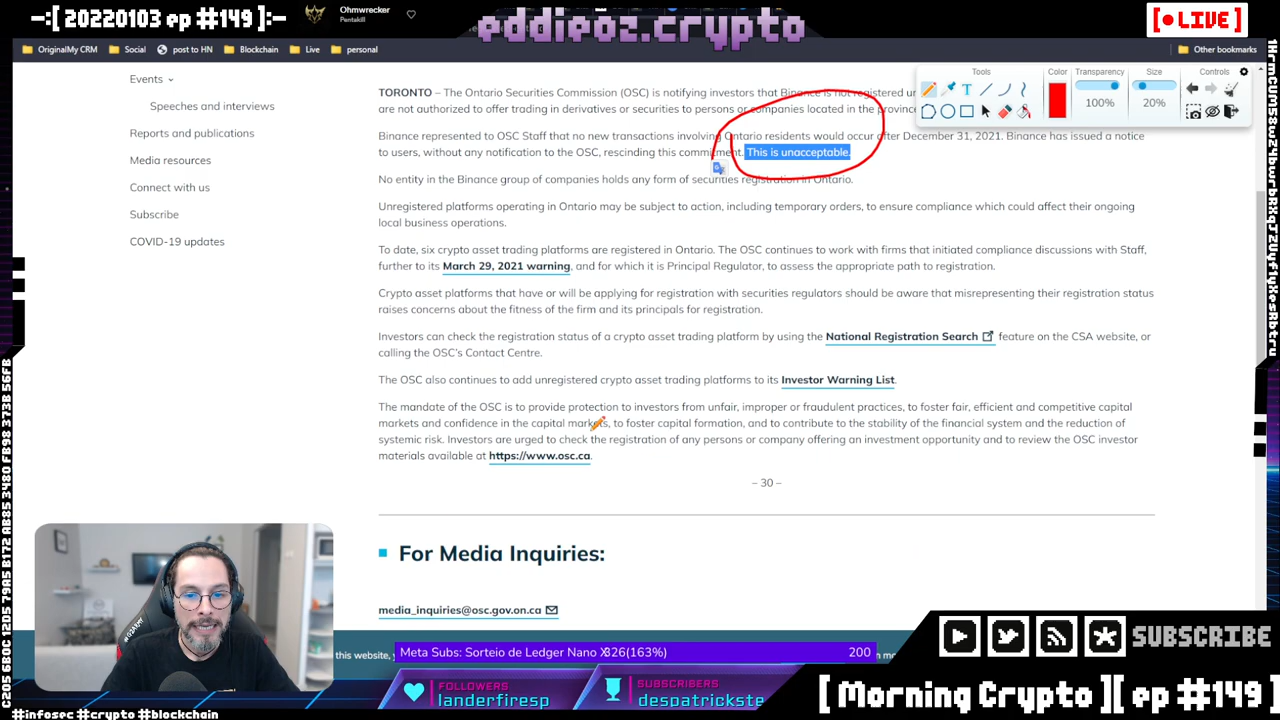 -:[ 20220103 ep #149 ]:-
Ohmwrecker
Pentakill
eddieoz.crypto
[●LIVE]
OriginalMy CRM
Social
post to HN
Blockchain
Live
personal
Other bookmarks
Tools
Color
Transparency
Size
Controls
100%
20%
Events
Speeches and interviews
Reporting and publications
Media resources
Connect with us
Subscribe
COVID-19 updates
TORONTO – The Ontario Securities Commission (OSC) is notifying investors that Binance is not registered
are not authorized to offer trading in derivatives or securities to persons or companies located in the province
Binance represented to OSC Staff that no new transactions involving Ontario residents would occur after December 31, 2021. Binance has issued a notice
to users, without any notification to the OSC, rescinding this commitment. This is unacceptable.
No entity in the Binance group of companies holds any form of securities registration in Ontario.
Unregistered platforms operating in Ontario may be subject to action, including temporary orders, to ensure compliance which could affect their ongoing
local business operations.
To date, six crypto asset trading platforms are registered in Ontario. The OSC continues to work with firms that initiated compliance discussions with Staff,
further to its March 29, 2021 warning, and for which it is Principal Regulator, to assess the appropriate path to registration.
Crypto asset platforms that have or will be applying for registration with securities regulators should be aware that misrepresenting their registration status
raises concerns about the fitness of the firm and its principals for registration.
Investors can check the registration status of a crypto asset trading platform by using the National Registration Search feature on the CSA website, or
calling the OSC's Contact Centre.
The OSC also continues to add unregistered crypto asset trading platforms to its Investor Warning List.
The mandate of the OSC is to provide protection to investors from unfair, improper or fraudulent practices, to foster fair, efficient and competitive capital
markets and confidence in the capital markets, to foster capital formation, and to contribute to the stability of the financial system and the reduction of
systemic risk. Investors are urged to check the registration of any persons or company offering an investment opportunity and to review the OSC investor
materials available at https://www.osc.ca.
– 30 –
For Media Inquiries:
media_inquiries@osc.gov.on.ca
this website,
Meta Subs: Sorteio de Ledger Nano X
326(163%)
200
FOLLOWERS
landerfiresp
SUBSCRIBERS
despatrickste
SUBSCRIBE
[Morning Crypto][ep #149]
#infosec #crypto #blockchain